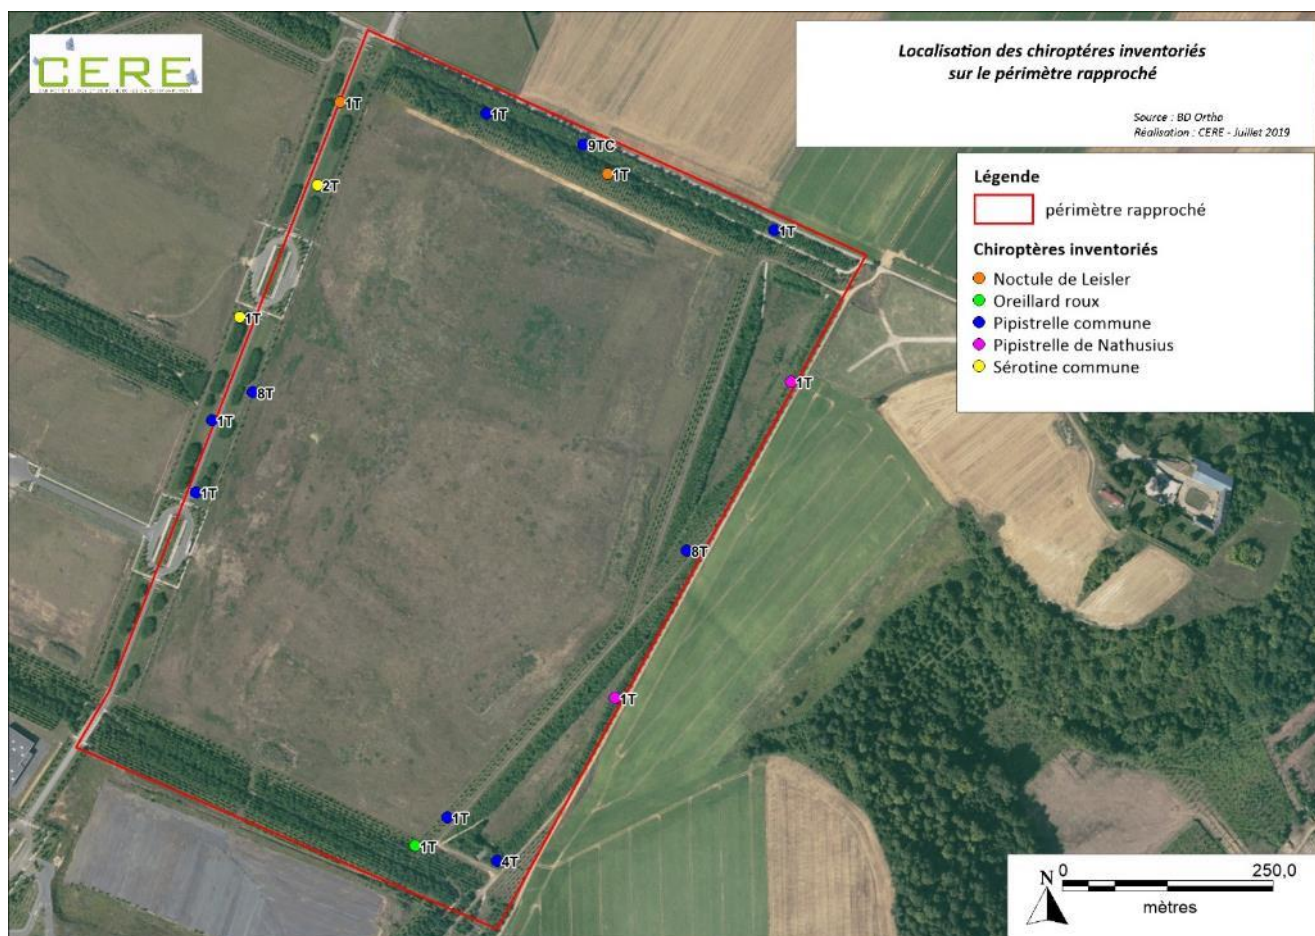 CERE
Localisation des chiroptéres inventoriés
sur le périmètre rapproché
Source : BD Ortho
Réalisation : CERE - Juillet 2019
Légende
périmètre rapproché
Chiroptères inventoriés
Noctule de Leisler
Oreillard roux
Pipistrelle commune
Pipistrelle de Nathusius
Sérotine commune
1T
1T
9TC
1T
2T
1T
1T
8T
1T
1T
1T
8T
1T
1T
1T
4T
N
0 250,0
mètres